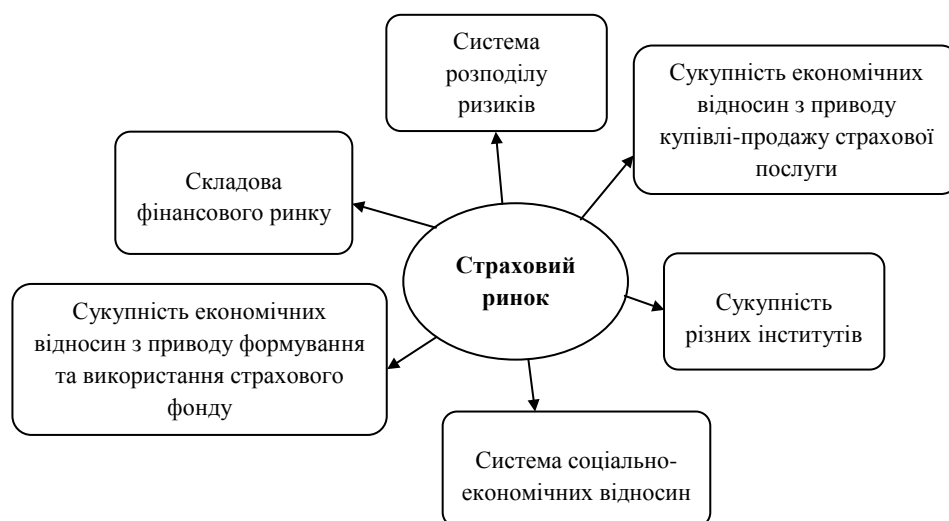 Система
розподілу
ризиків
Сукупність економічних
відносин з приводу
купівлі-продажу страхової
послуги
Складова
фінансового ринку
Страховий
ринок
Сукупність
різних інститутів
Сукупність економічних
відносин з приводу формування
та використання страхового
фонду
Система соціально-
економічних відносин